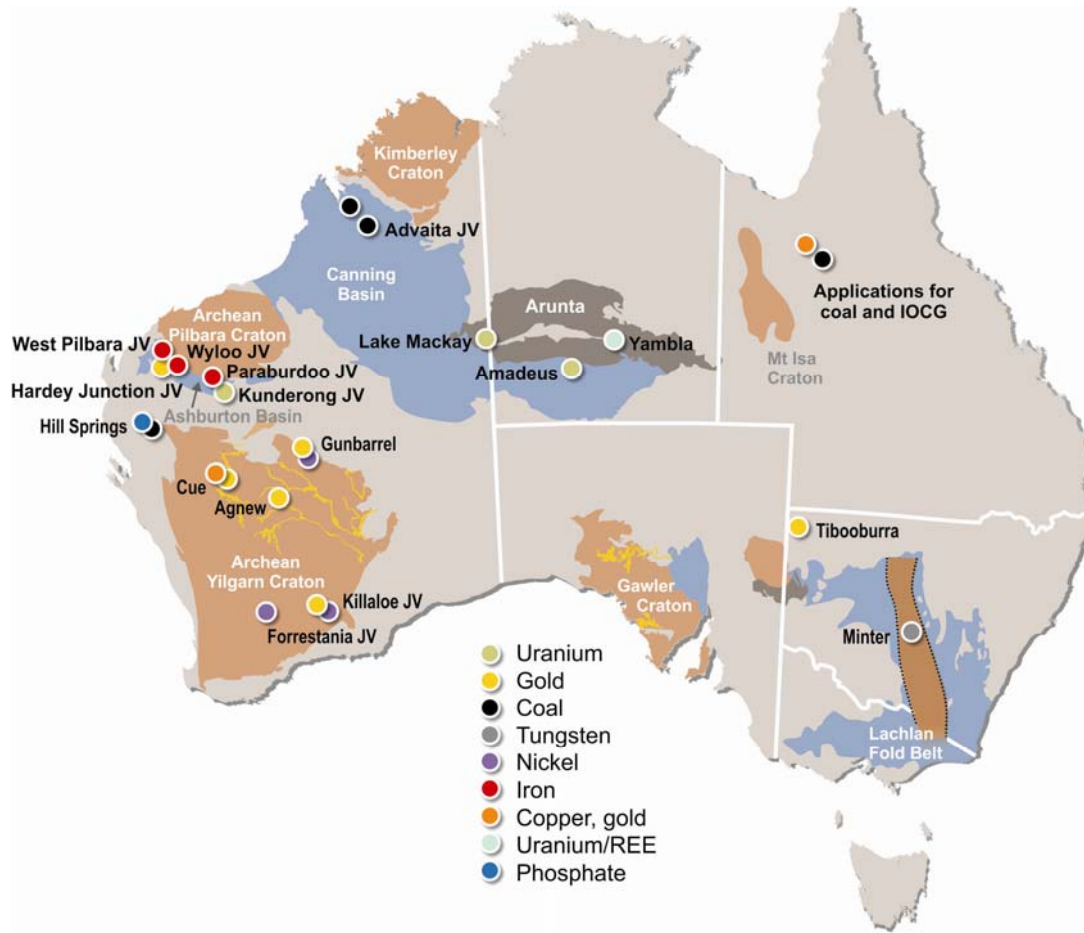 Kimberley
Craton
Advaita JV
Canning
Basin
Applications for
coal and IOCG
Archean
Pilbara Craton
Arunta
West Pilbara JV
Wyloo JV
Lake Mackay
Yambla
Mt Isa
Craton
Paraburdoo JV
Amadeus
Hardey Junction JV
Kunderong JV
Ashburton Basin
Hill Springs
Gunbarrel
Cue
Agnew
Tibooburra
Archean
Yilgarn Craton
Gawler
Craton
Killaloe JV
Forrestania JV
Minter
Lachlan
Fold Belt
Uranium
Gold
Coal
Tungsten
Nickel
Iron
Copper, gold
Uranium/REE
Phosphate